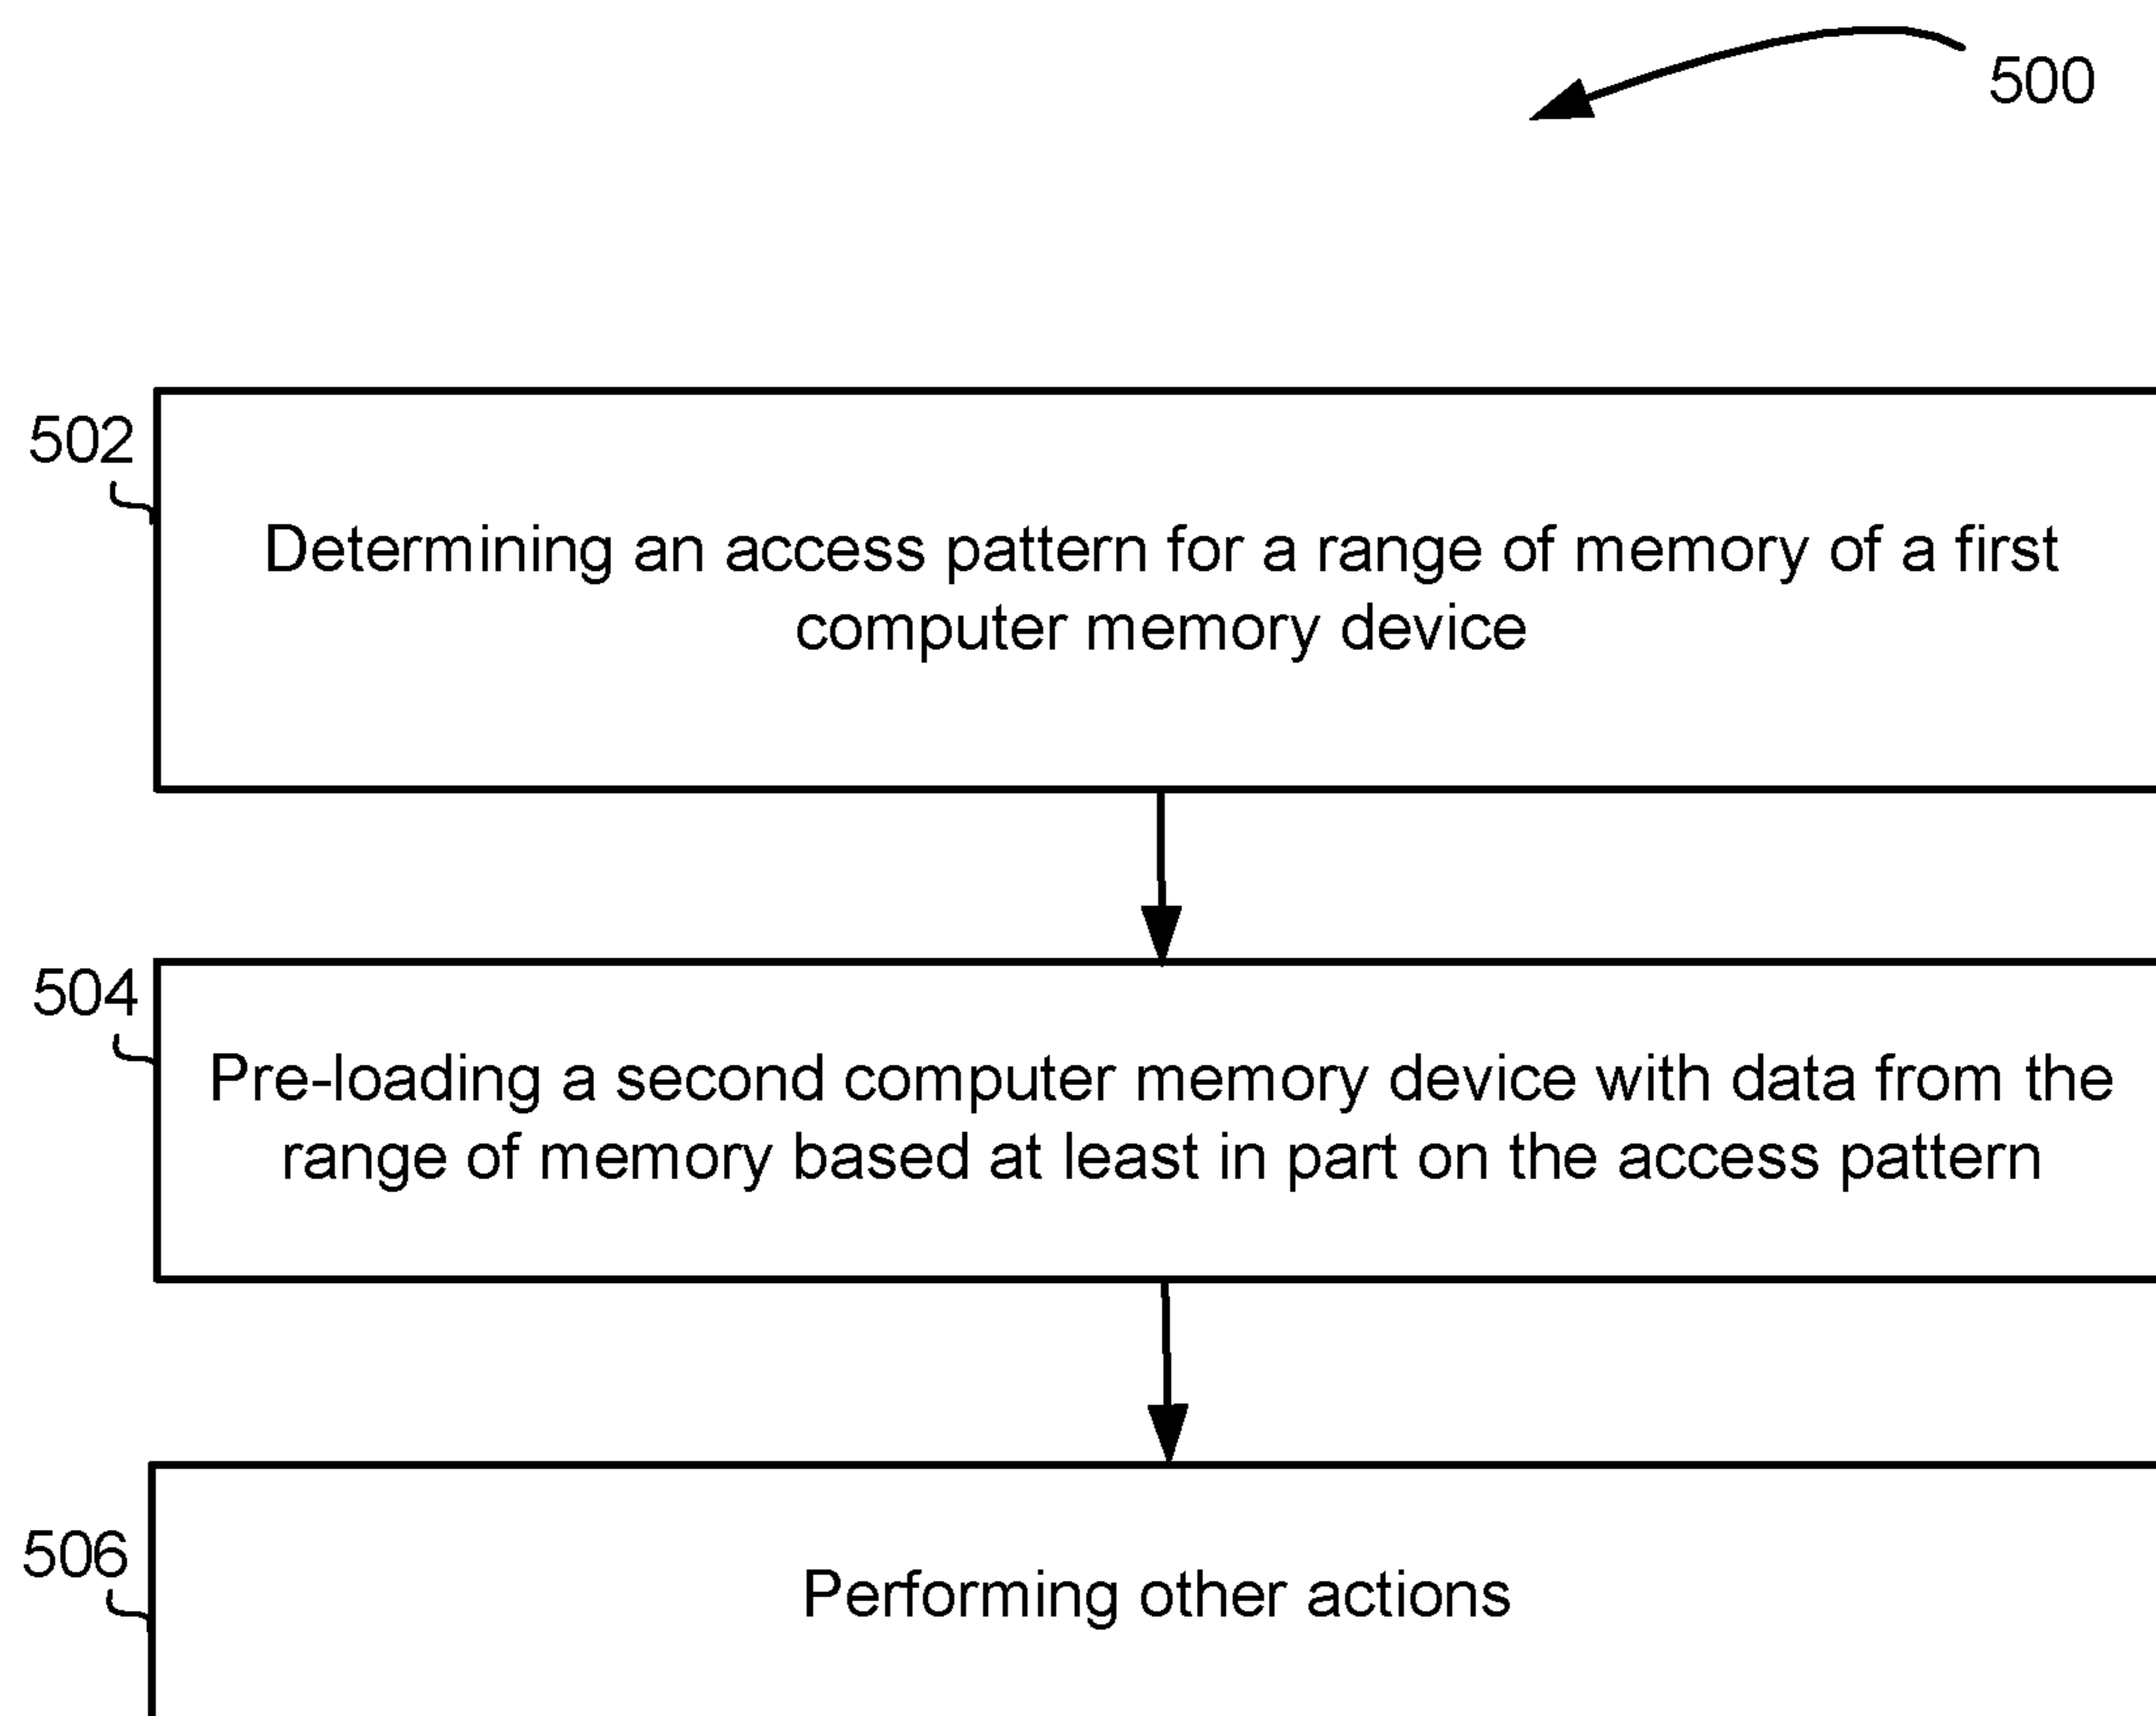 500
502
Determining an access pattern for a range of memory of a first
computer memory device
504
Pre-loading a second computer memory device with data from the
range of memory based at least in part on the access pattern
506
Performing other actions